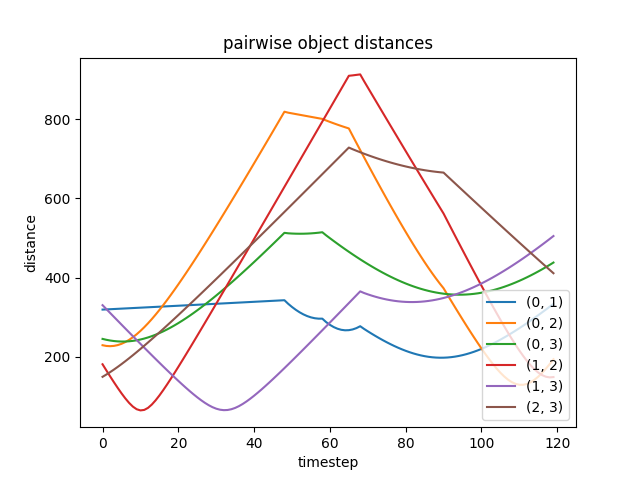 pairwise object distances
distance
800
600
400
200
0 20 40 60 80 100 120
timestep
(0, 1)
(0, 2)
(0, 3)
(1, 2)
(1, 3)
(2, 3)